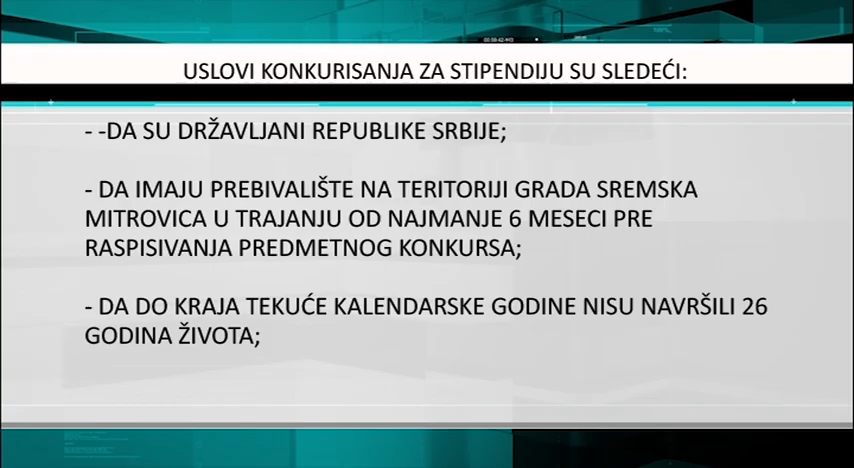 USLOVI KONKURISANJA ZA STIPENDIJU SU SLEDEĆI:
- -DA SU DRŽAVLJANI REPUBLIKE SRBIJE;
- DA IMAJU PREBIVALIŠTE NA TERITORIJI GRADA SREMSKA
MITROVICA U TRAJANJU OD NAJMANJE 6 MESECI PRE
RASPISIVANJA PREDMETNOG KONKURSA;
- DA DO KRAJA TEKUĆE KALENDARSKE GODINE NISU NAVRŠILI 26
GODINA ŽIVOTA;